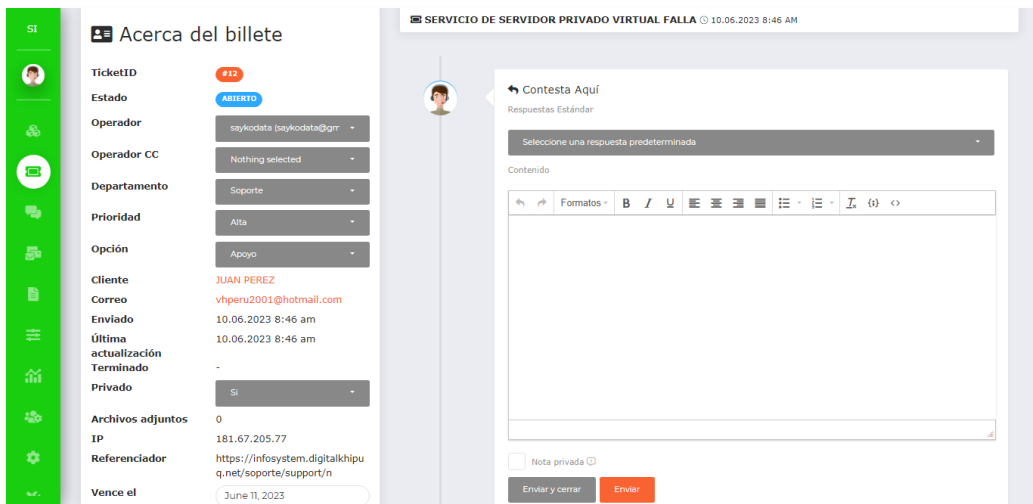 SI
Acerca del billete
TicketID #12
Estado ABIERTO
Operador saykodata (saykodata@gm
Operador CC Nothing selected
Departamento Soporte
Prioridad Alta
Opción Apoyo
Cliente JUAN PEREZ
Correo vhperu2001@hotmail.com
Enviado 10.06.2023 8:46 am
Última 10.06.2023 8:46 am
actualización
Terminado -
Privado Si
Archivos adjuntos 0
IP 181.67.205.77
Referenciador https://infosystem.digitalkhipu
q.net/soporte/support/n
Vence el June 11, 2023
SERVICIO DE SERVIDOR PRIVADO VIRTUAL FALLA 10.06.2023 8:46 AM
Contesta Aquí
Respuestas Estándar
Seleccione una respuesta predeterminada
Contenido
Formatos B I U
Nota privada
Enviar y cerrar Enviar